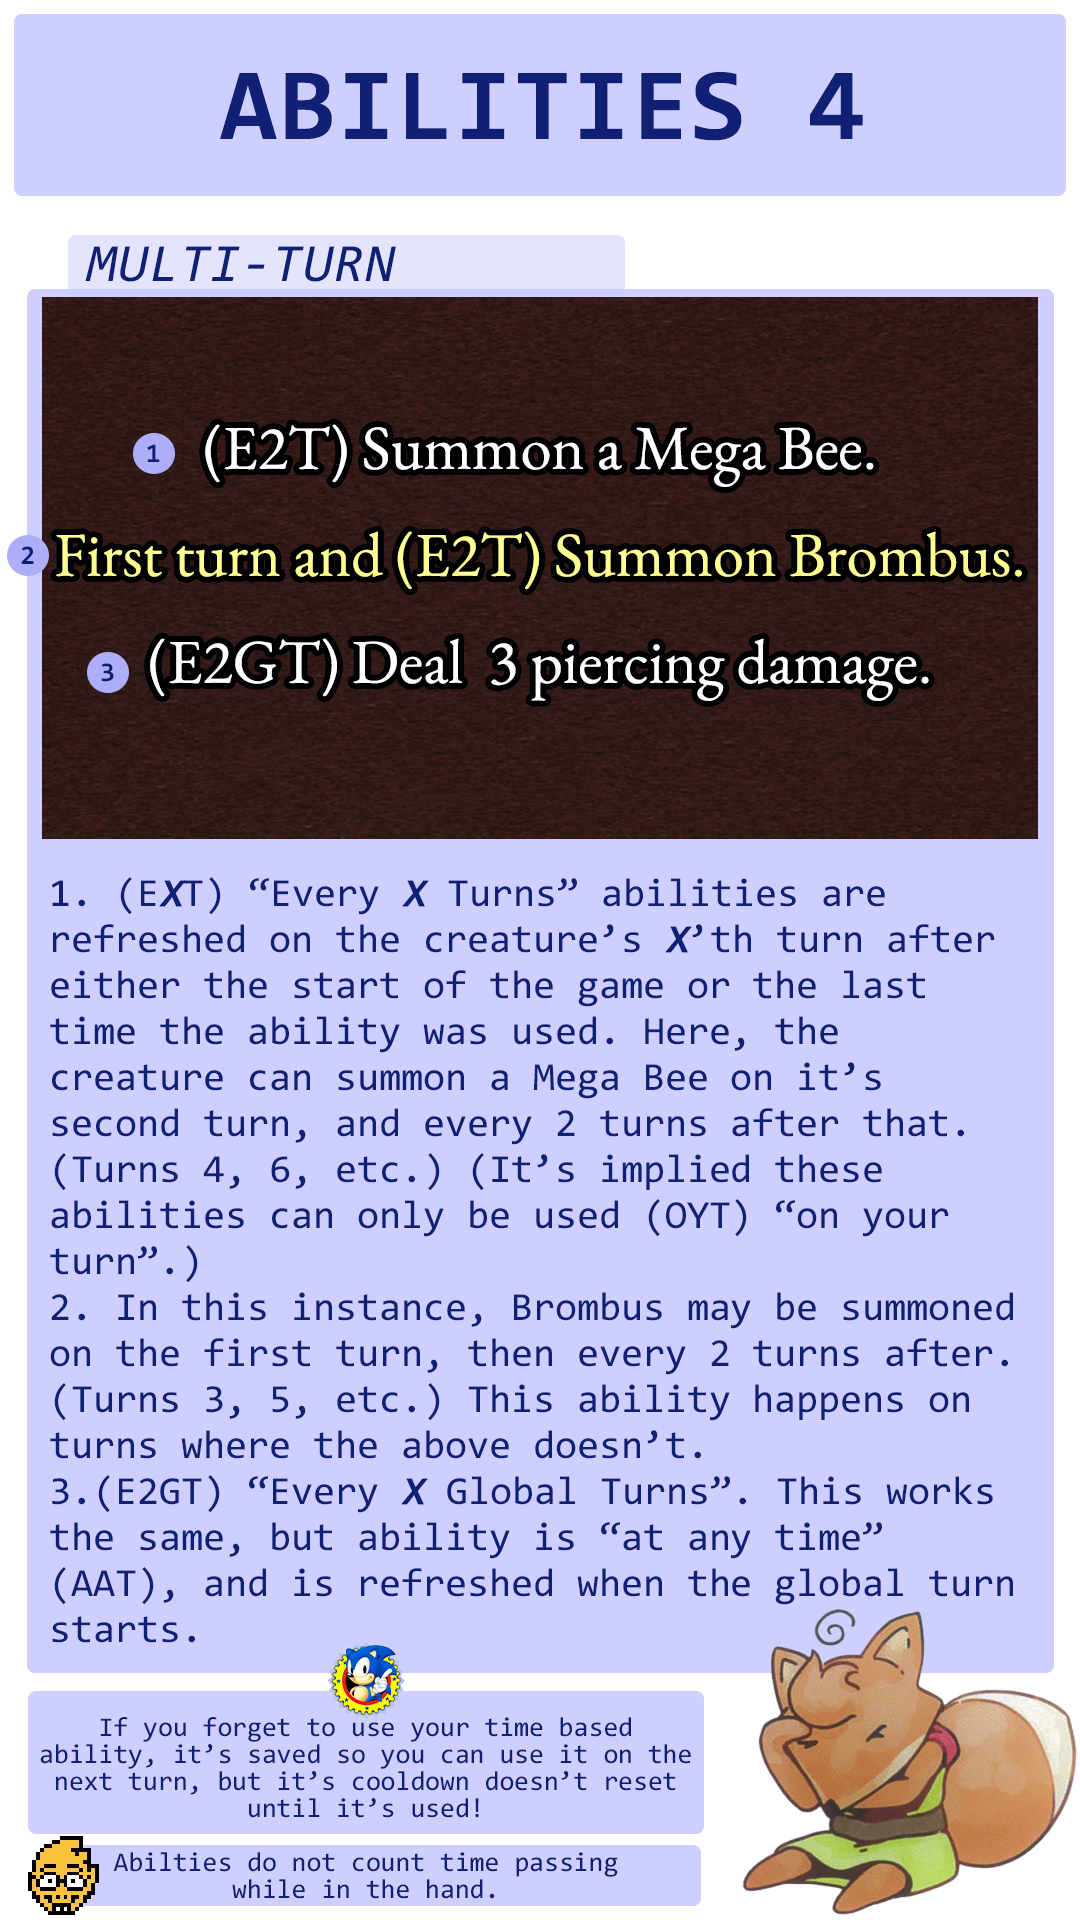 ABILITIES 4
MULTI-TURN
1 (E2T) Summon a Mega Bee.
2 First turn and (E2T) Summon Brombus.
3 (E2GT) Deal  3 piercing damage.
1. (EXT) “Every X Turns” abilities are
refreshed on the creature’s X’th turn after
either the start of the game or the last
time the ability was used. Here, the
creature can summon a Mega Bee on it’s
second turn, and every 2 turns after that.
(Turns 4, 6, etc.) (It’s implied these
abilities can only be used (OYT) “on your
turn”.)
2. In this instance, Brombus may be summoned
on the first turn, then every 2 turns after.
(Turns 3, 5, etc.) This ability happens on
turns where the above doesn’t.
3.(E2GT) “Every X Global Turns”. This works
the same, but ability is “at any time”
(AAT), and is refreshed when the global turn
starts.
If you forget to use your time based
ability, it’s saved so you can use it on the
next turn, but it’s cooldown doesn’t reset
until it’s used!
Abilties do not count time passing
while in the hand.